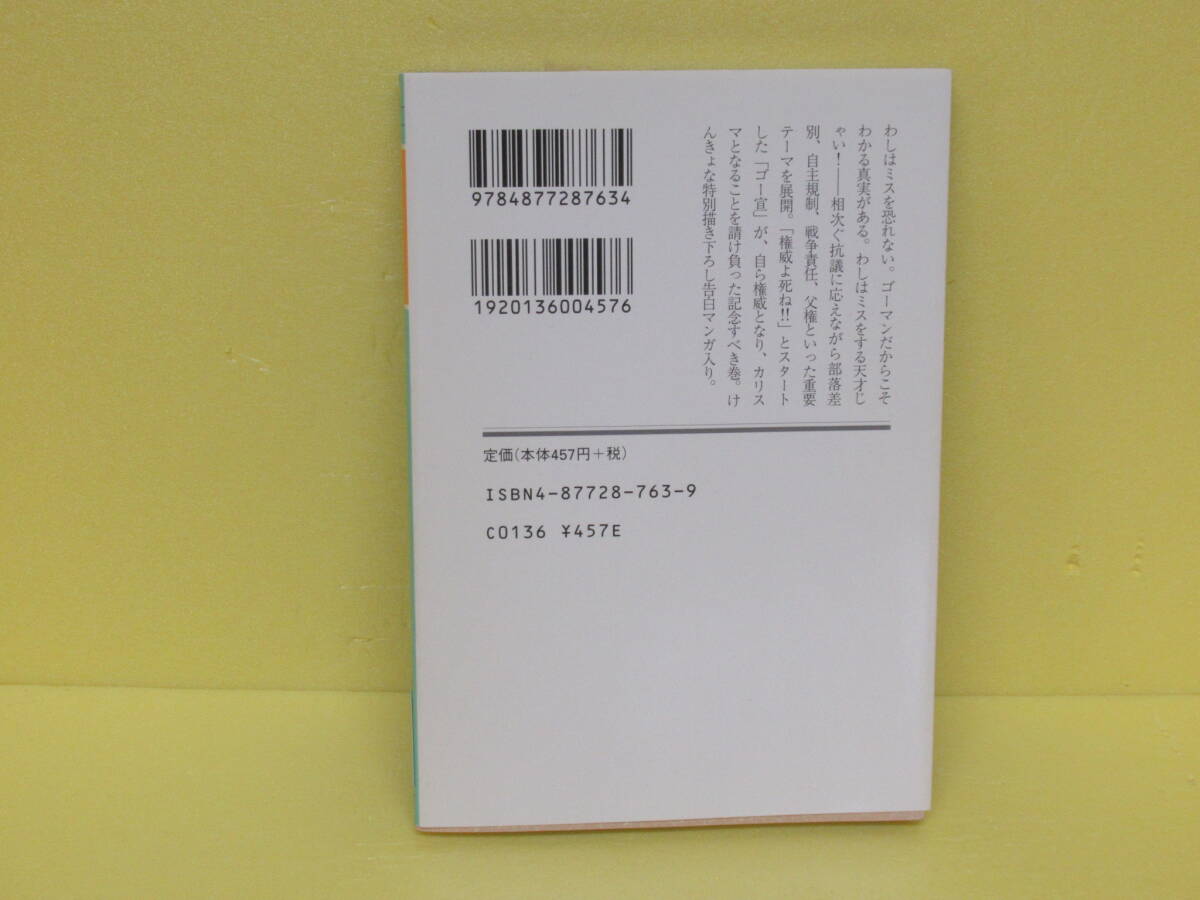 わしはミスを恐れない。ゴーマンだからこそ
わかる真実がある。わしはミスをする天才じ
ゃい！――相次ぐ抗議に応えながら部落差
別、自主規制、戦争責任、父権といった重要
テーマを展開。「権威よ死ね!!」とスタート
した「ゴー宣」が、自ら権威となり、カリス
マとなることを請け負った記念すべき巻。け
んきょな特別描き下ろし告白マンガ入り。
9784877287634
1920136004576
定価(本体457円+税)
ISBN4-87728-763-9
C0136 ¥457E